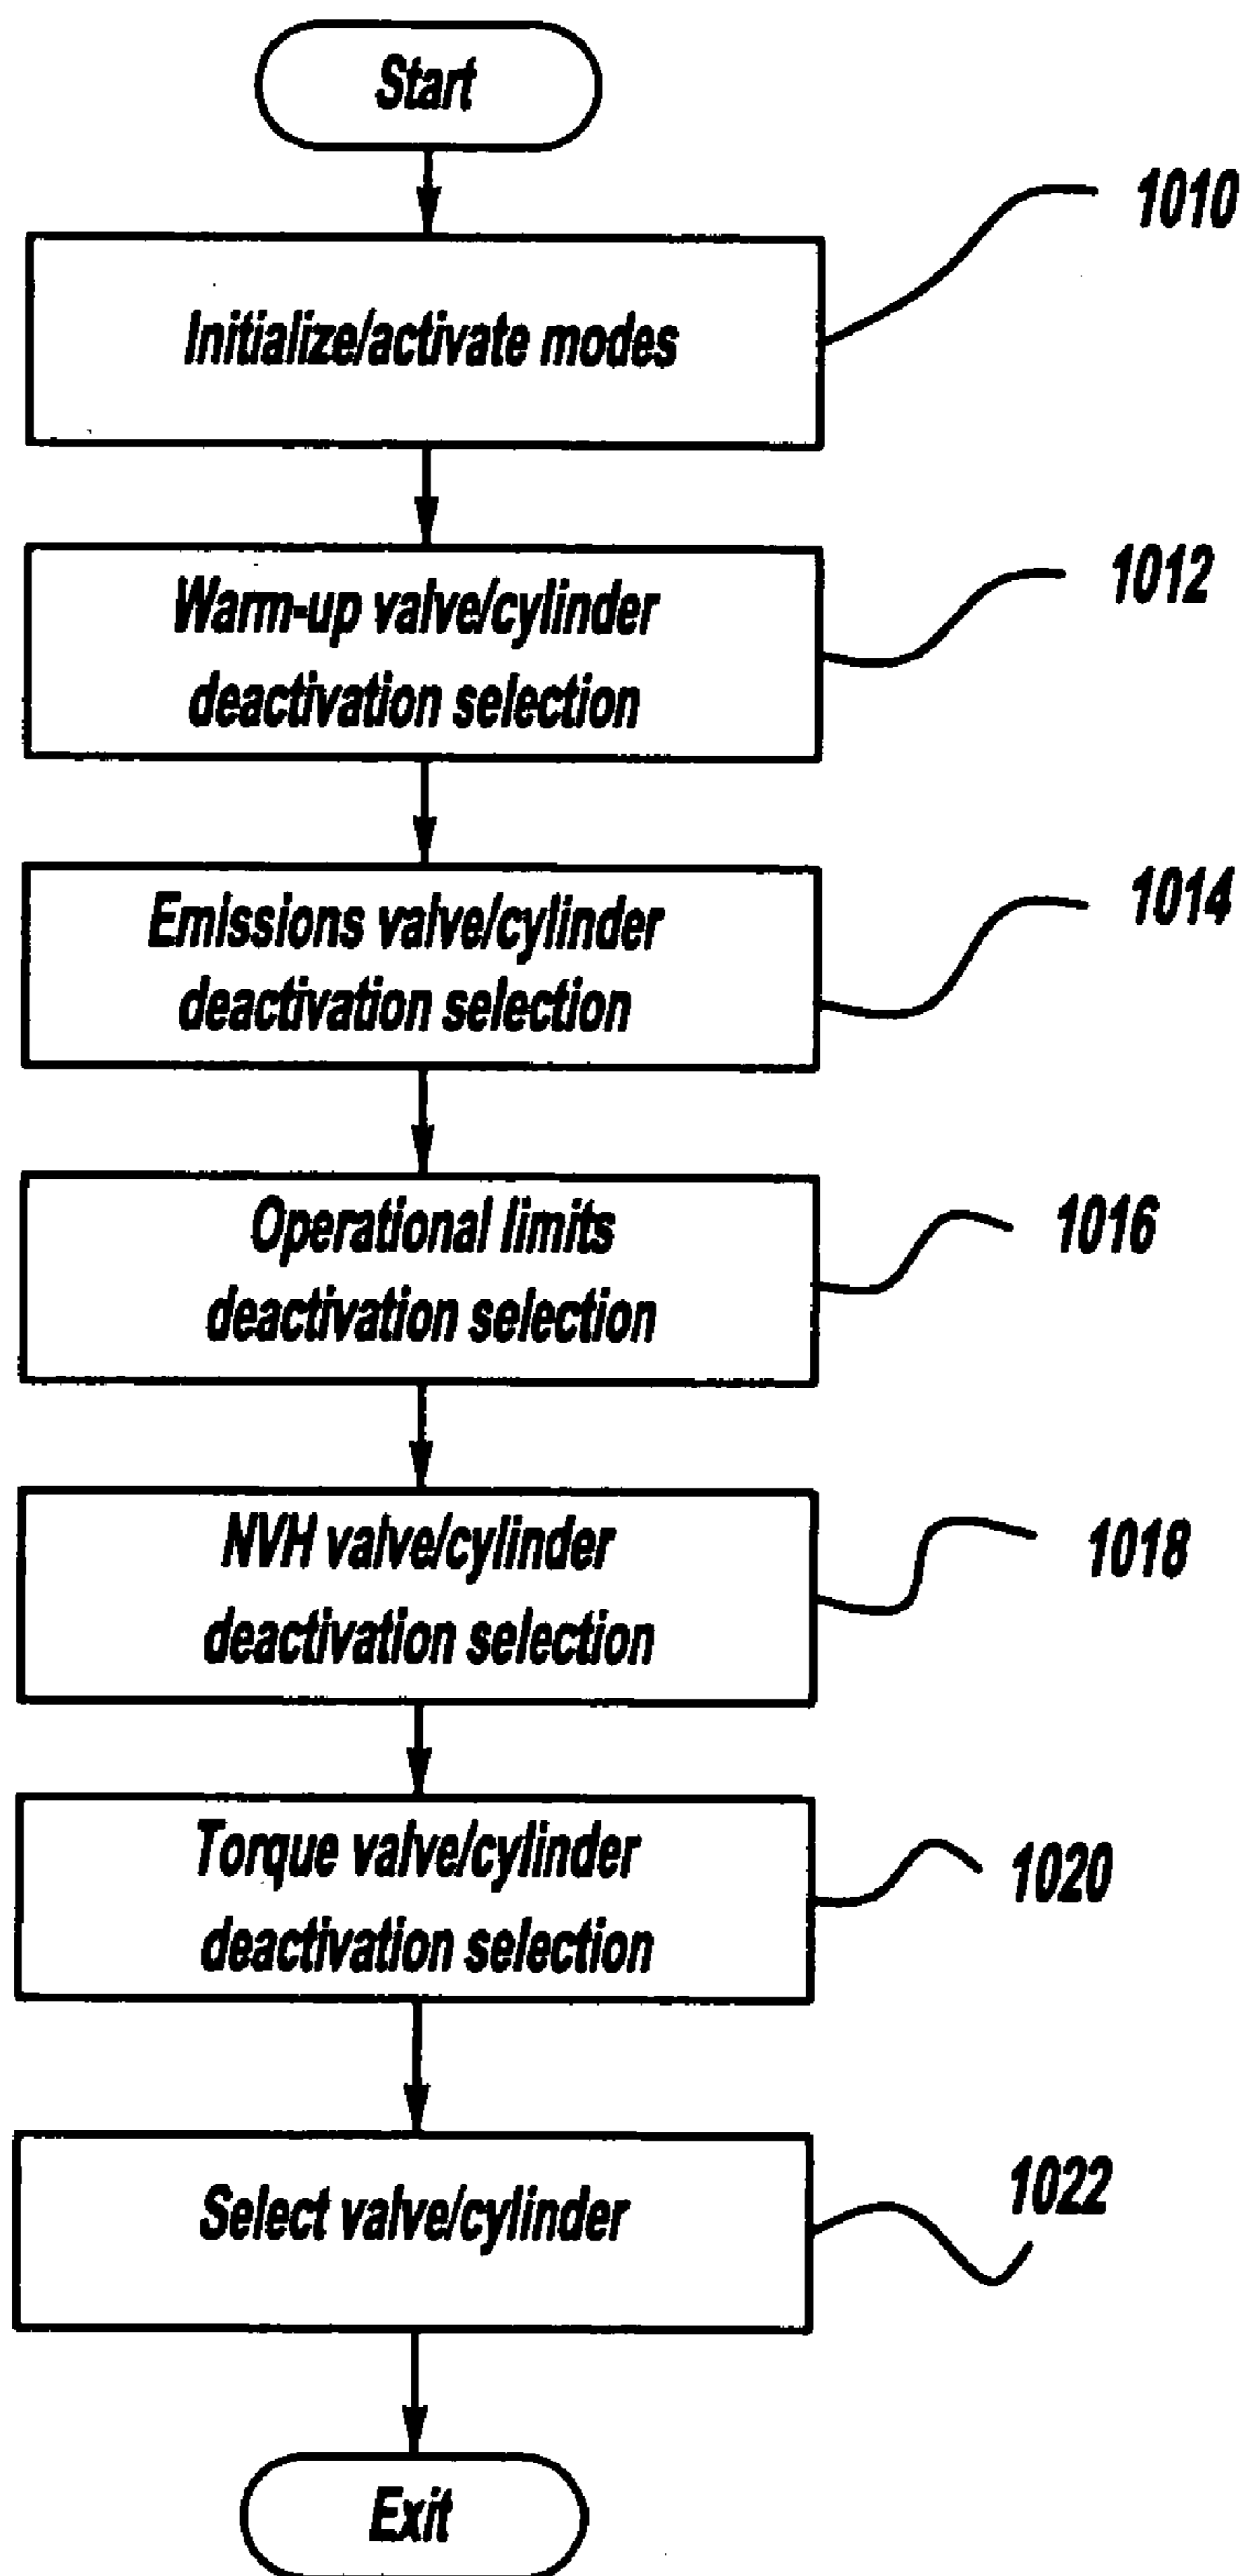 Start
1010
Initialize/activate modes
1012
Warm-up valve/cylinder
deactivation selection
1014
Emissions valve/cylinder
deactivation selection
1016
Operational limits
deactivation selection
1018
NVH valve/cylinder
deactivation selection
1020
Torque valve/cylinder
deactivation selection
1022
Select valve/cylinder
Exit